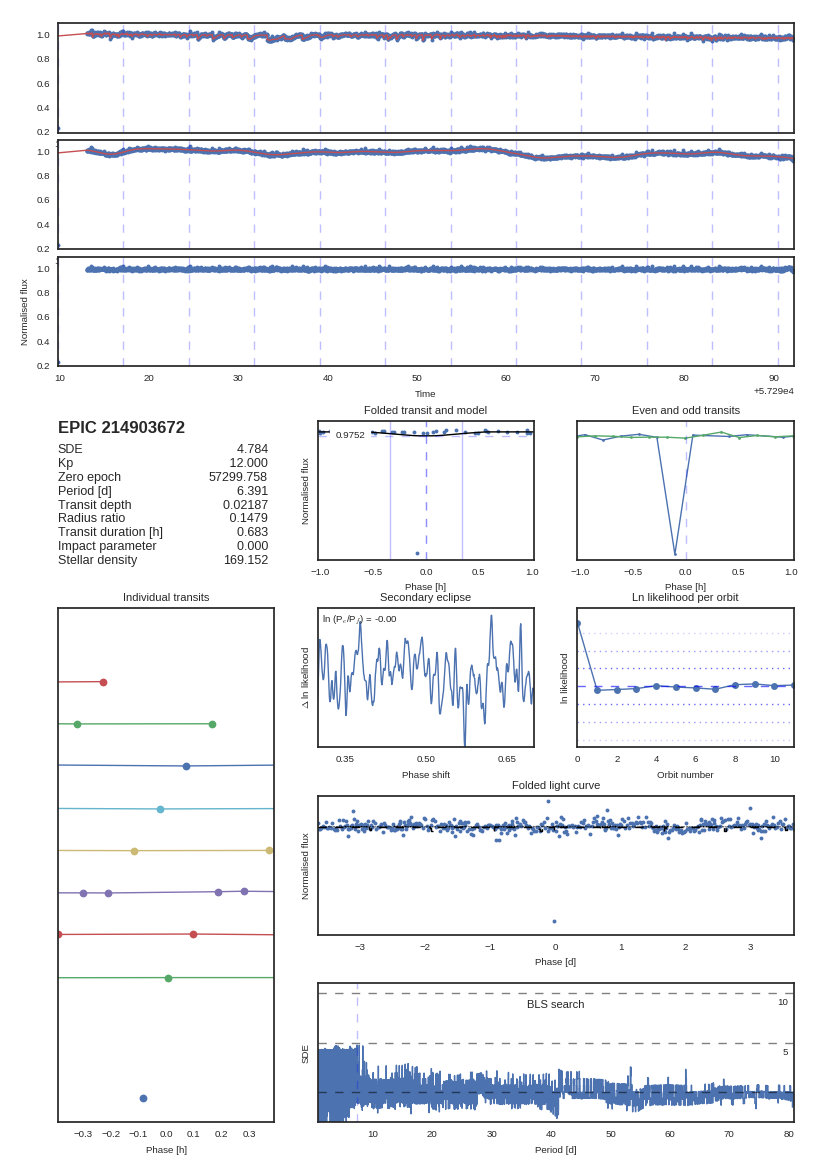 1.0
0.8
0.6
0.4
0.2
1.0
0.8
0.6
0.4
0.2
1.0
0.8
0.6
0.4
0.2
Normalised flux
10 20 30 40 50 60 70 80 90
Time
+5.729e4
EPIC 214903672
SDE 4.784
Kp 12.000
Zero epoch 57299.758
Period [d] 6.391
Transit depth 0.02187
Radius ratio 0.1479
Transit duration [h] 0.683
Impact parameter 0.000
Stellar density 169.152
Folded transit and model
0.9752
Normalised flux
−1.0 −0.5 0.0 0.5 1.0
Phase [h]
Even and odd transits
−1.0 −0.5 0.0 0.5 1.0
Phase [h]
Individual transits
−0.3 −0.2 −0.1 0.0 0.1 0.2 0.3
Phase [h]
Secondary eclipse
Δ ln likelihood
0.35 0.50 0.65
Phase shift
Ln likelihood per orbit
ln likelihood
0 2 4 6 8 10
Orbit number
Folded light curve
Normalised flux
−3 −2 −1 0 1 2 3
Phase [d]
BLS search
10
5
SDE
10 20 30 40 50 60 70 80
Period [d]